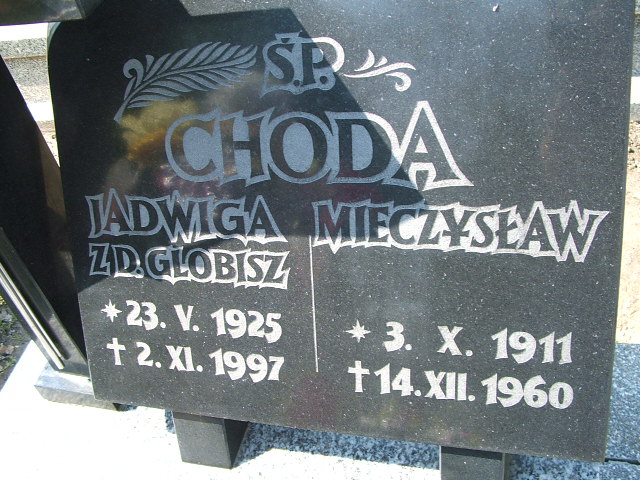 Ś.P.
CHODA
JADWIGA
Z D. GLOBISZ
* 23. V. 1925
† 2. XI. 1997
MIECZYSŁAW
* 3. X. 1911
† 14. XII. 1960